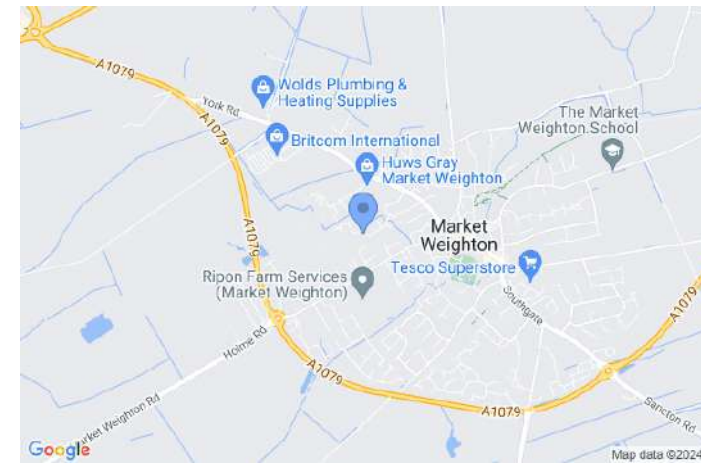 A1079
York Rd
Wolds Plumbing &
Heating Supplies
A1079
Britcom International
The Market
Weighton School
Huws Gray
Market Weighton
A1079
Market
Weighton
Tesco Superstore
Ripon Farm Services
(Market Weighton)
Southgate
A1079
Holme Rd
A1079
A1079
Market Weighton Rd
Sancton Rd
Google
Map data ©2024